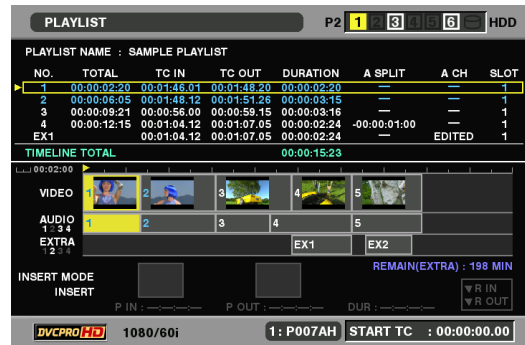 PLAYLIST P2 1 2 3 4 5 6 HDD
PLAYLIST NAME : SAMPLE PLAYLIST
NO. TOTAL TC IN TC OUT DURATION A SPLIT A CH SLOT
1 00:00:02:20 00:01:46.01 00:01:48.20 00:00:02:20 — — 1
2 00:00:06:05 00:01:48.12 00:01:51.26 00:00:03:15 — — 1
3 00:00:09:21 00:00:56.00 00:00:59.15 00:00:03:16 — — 1
4 00:00:12:15 00:01:04.12 00:01:07.05 00:00:02:24 -00:00:01:00 — 1
EX1 00:01:04.12 00:01:07.05 00:00:02:24 — EDITED 1
TIMELINE TOTAL 00:00:15:23
00:02:00
VIDEO 1 2 3 4 5
AUDIO 1 2 3 4 5
1 2 3 4
EXTRA EX1 EX2
1 2 3 4
REMAIN(EXTRA) : 198 MIN
INSERT MODE
INSERT
▼R IN
▼R OUT
P IN : —:—:—:— P OUT : —:—:—:— DUR : —:—:—:—
DVCPRO HD 1080/60i 1: P007AH START TC : 00:00:00.00